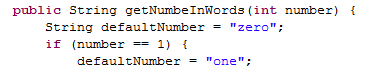 public String getNumbeInWords(int number) {
String defaultNumber = "zero";
if (number == 1) {
defaultNumber = "one";